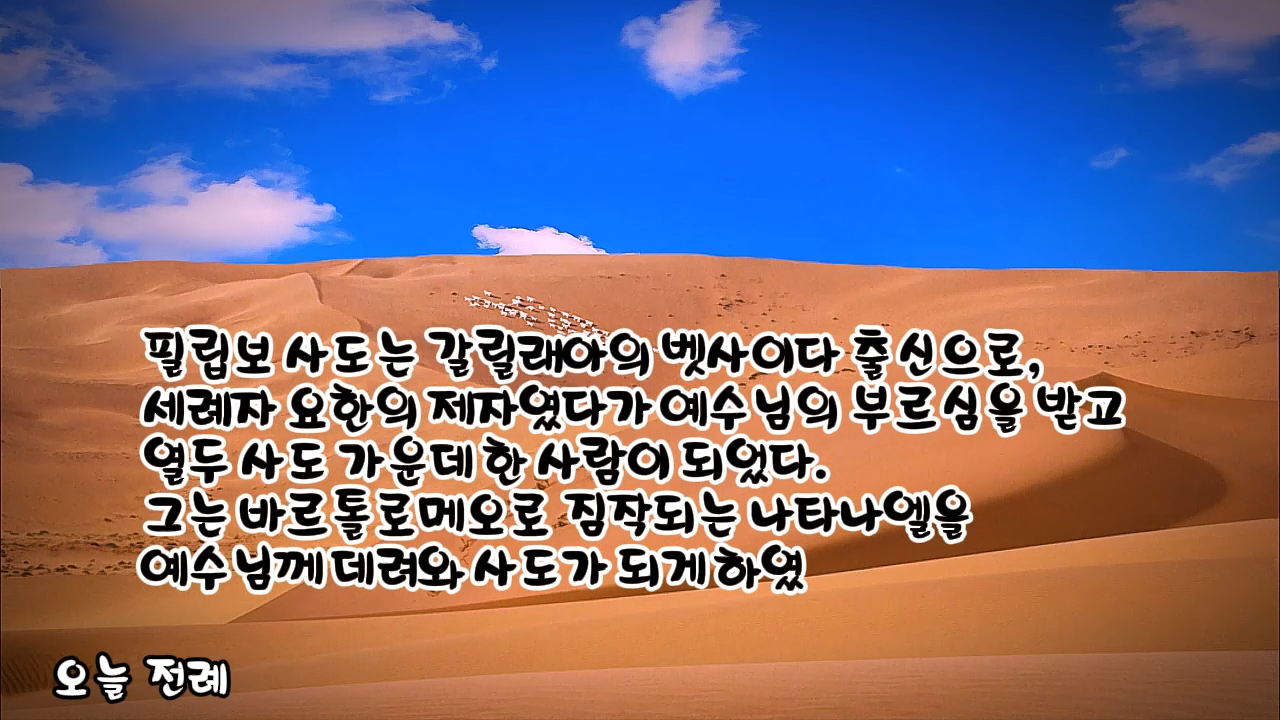 필립보 사도는 갈릴래아의 벳사이다 출신으로,
세례자 요한의 제자였다가 예수님의 부르심을 받고
열두 사도 가운데 한 사람이 되었다.
그는 바르톨로메오로 짐작되는 나타나엘을
예수님께 데려와 사도가 되게 하였
오늘 전례